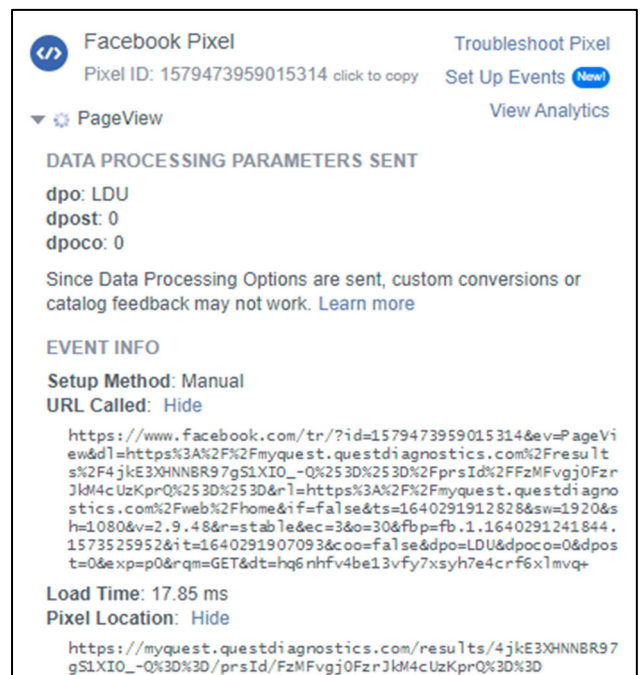 Facebook Pixel
Troubleshoot Pixel
Pixel ID: 1579473959015314 click to copy
Set Up Events New!
View Analytics
PageView
DATA PROCESSING PARAMETERS SENT
dpo: LDU
dpost: 0
dpoco: 0
Since Data Processing Options are sent, custom conversions or
catalog feedback may not work. Learn more
EVENT INFO
Setup Method: Manual
URL Called: Hide
https://www.facebook.com/tr/?id=1579473959015314&ev=PageVi
ew&dl=https%3A%2F%2Fmyquest.questdiagnostics.com%2Fresult
s%2F4jkE3XHNNBR97gS1XIO_-Q%253D%253D%2FprsId%2FFzMFvgj0Fzr
JkM4cUzKprQ%253D%253D&rl=https%3A%2F%2Fmyquest.questdiagno
stics.com%2Fweb%2Fhome&if=false&ts=1640291912828&sw=1920&s
h=1080&v=2.9.48&r=stable&ec=3&o=30&fbp=fb.1.1640291241844.
1573525952&it=1640291907093&coo=false&dpo=LDU&dpoco=0&dpos
t=0&exp=p0&rqm=GET&dt=hq6nhfv4be13vfy7xsyh7e4crf6xlmvq+
Load Time: 17.85 ms
Pixel Location: Hide
https://myquest.questdiagnostics.com/results/4jkE3XHNNBR97
gS1XIO_-Q%3D%3D/prsId/FzMFvgj0FzrJkM4cUzKprQ%3D%3D